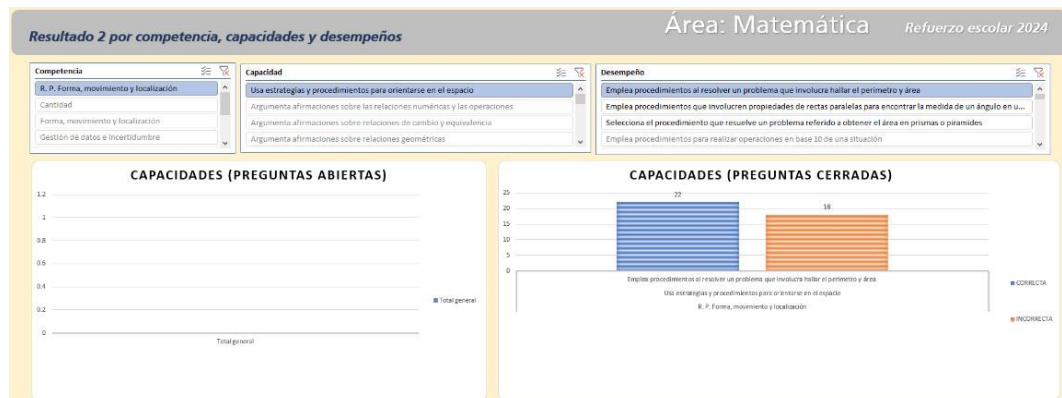 Resultado 2 por competencia, capacidades y desempeños
Área: Matemática
Refuerzo escolar 2024
Competencia
R. P. Forma, movimiento y localización
Cantidad
Forma, movimiento y localización
Gestión de datos e Incertidumbre
Capacidad
Usa estrategias y procedimientos para orientarse en el espacio
Argumenta afirmaciones sobre las relaciones numéricas y las operaciones
Argumenta afirmaciones sobre relaciones de cambio y equivalencia
Argumenta afirmaciones sobre relaciones geométricas
Desempeño
Emplea procedimientos al resolver un problema que involucra hallar el perimetro y área
Emplea procedimientos que involucren propiedades de rectas paralelas para encontrar la medida de un ángulo en u...
Selecciona el procedimiento que resuelve un problema referido a obtener el área en prismas o piramides
Emplea procedimientos para realizar operaciones en base 10 de una situación
CAPACIDADES (PREGUNTAS ABIERTAS)
1.2
1
0.8
0.6
0.4
0.2
0
Total general
Total general
CAPACIDADES (PREGUNTAS CERRADAS)
25
20
15
10
5
0
22
18
Emplea procedimientos al resolver un problema que involucra hallar el perimetro y área
Usa estrategias y procedimientos para orientarse en el espacio
R. P. Forma, movimiento y localización
CORRECTA
INCORRECTA